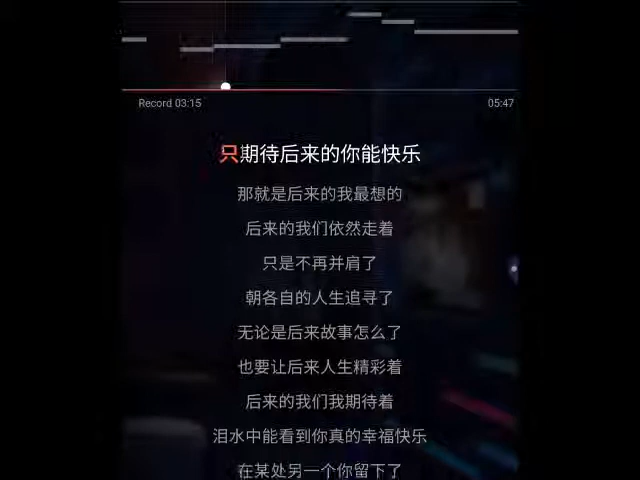 Record 03:15 05:47
只期待后来的你能快乐
那就是后来的我最想的
后来的我们依然走着
只是不再并肩了
朝各自的人生追寻了
无论是后来故事怎么了
也要让后来人生精彩着
后来的我们我期待着
泪水中能看到你真的幸福快乐
在某处另一个你留下了